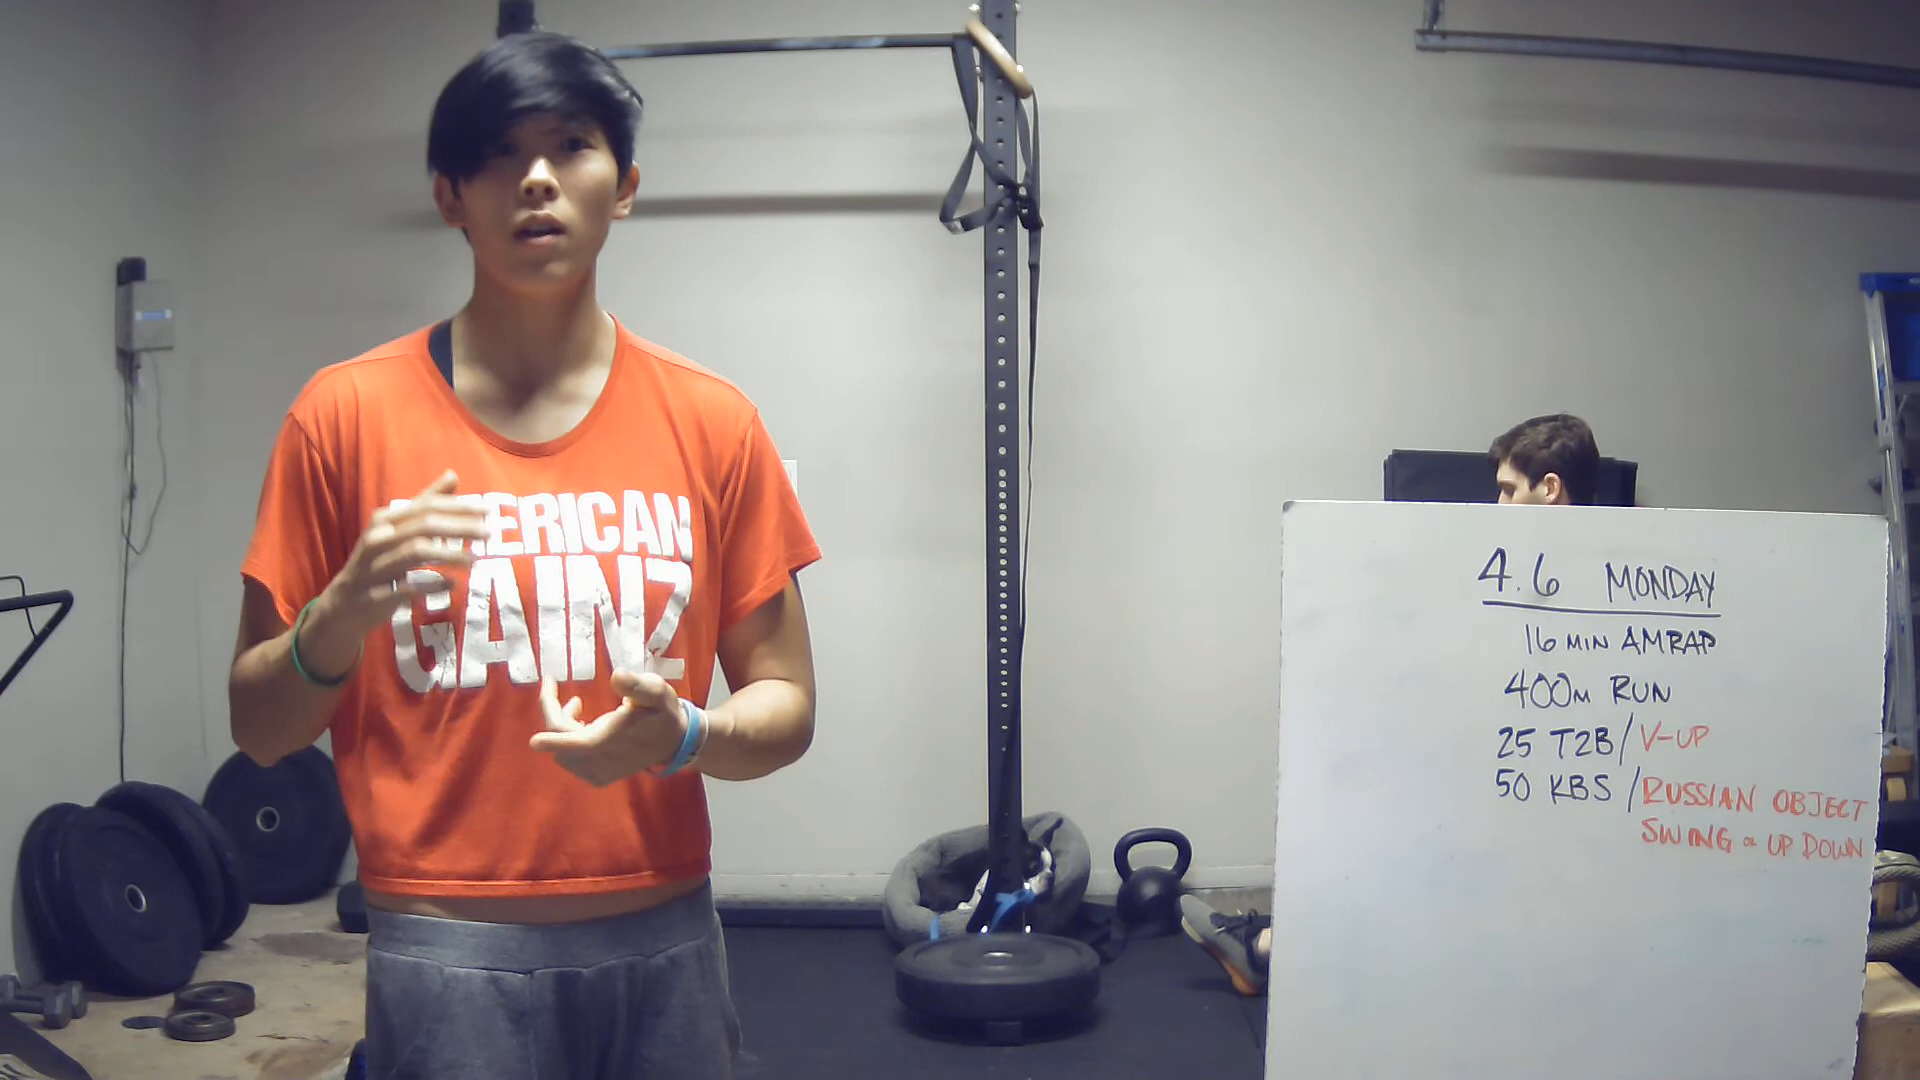 AMERICAN
GAINZ
4.6 MONDAY
16 MIN AMRAP
400M RUN
25 T2B/V-UP
50 KBS/RUSSIAN OBJECT
SWING or UP DOWN